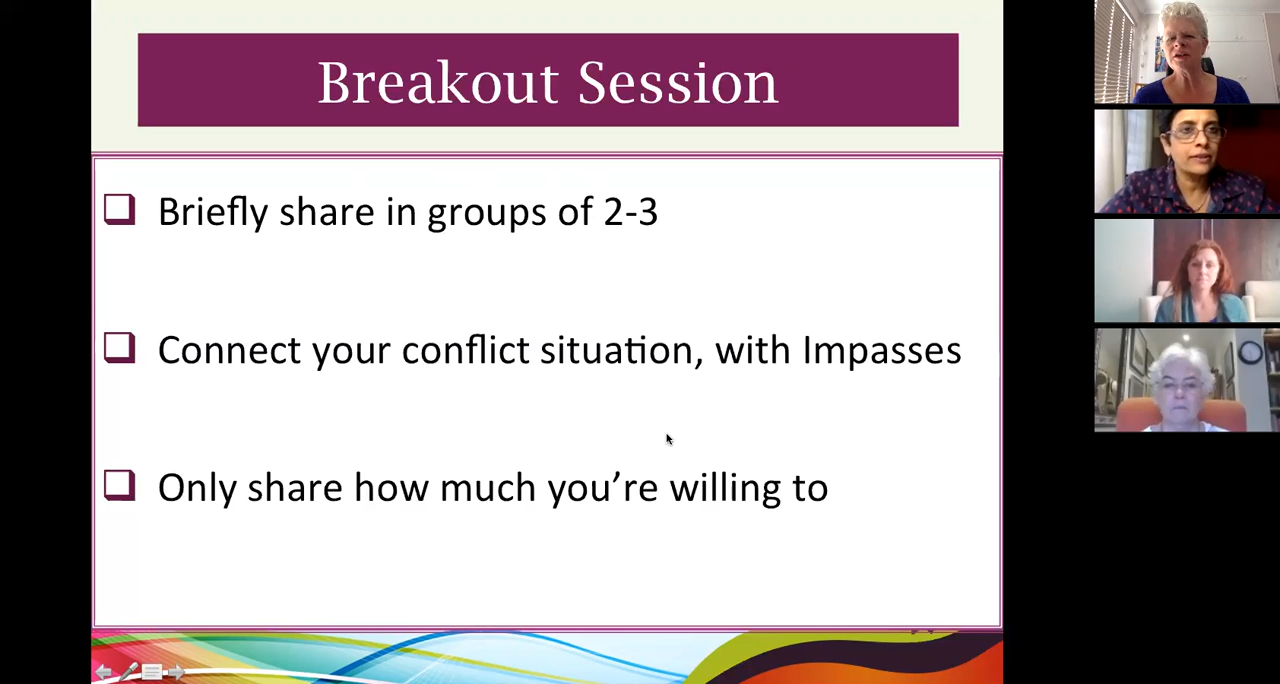 Breakout Session
Briefly share in groups of 2-3
Connect your conflict situation, with Impasses
Only share how much you’re willing to